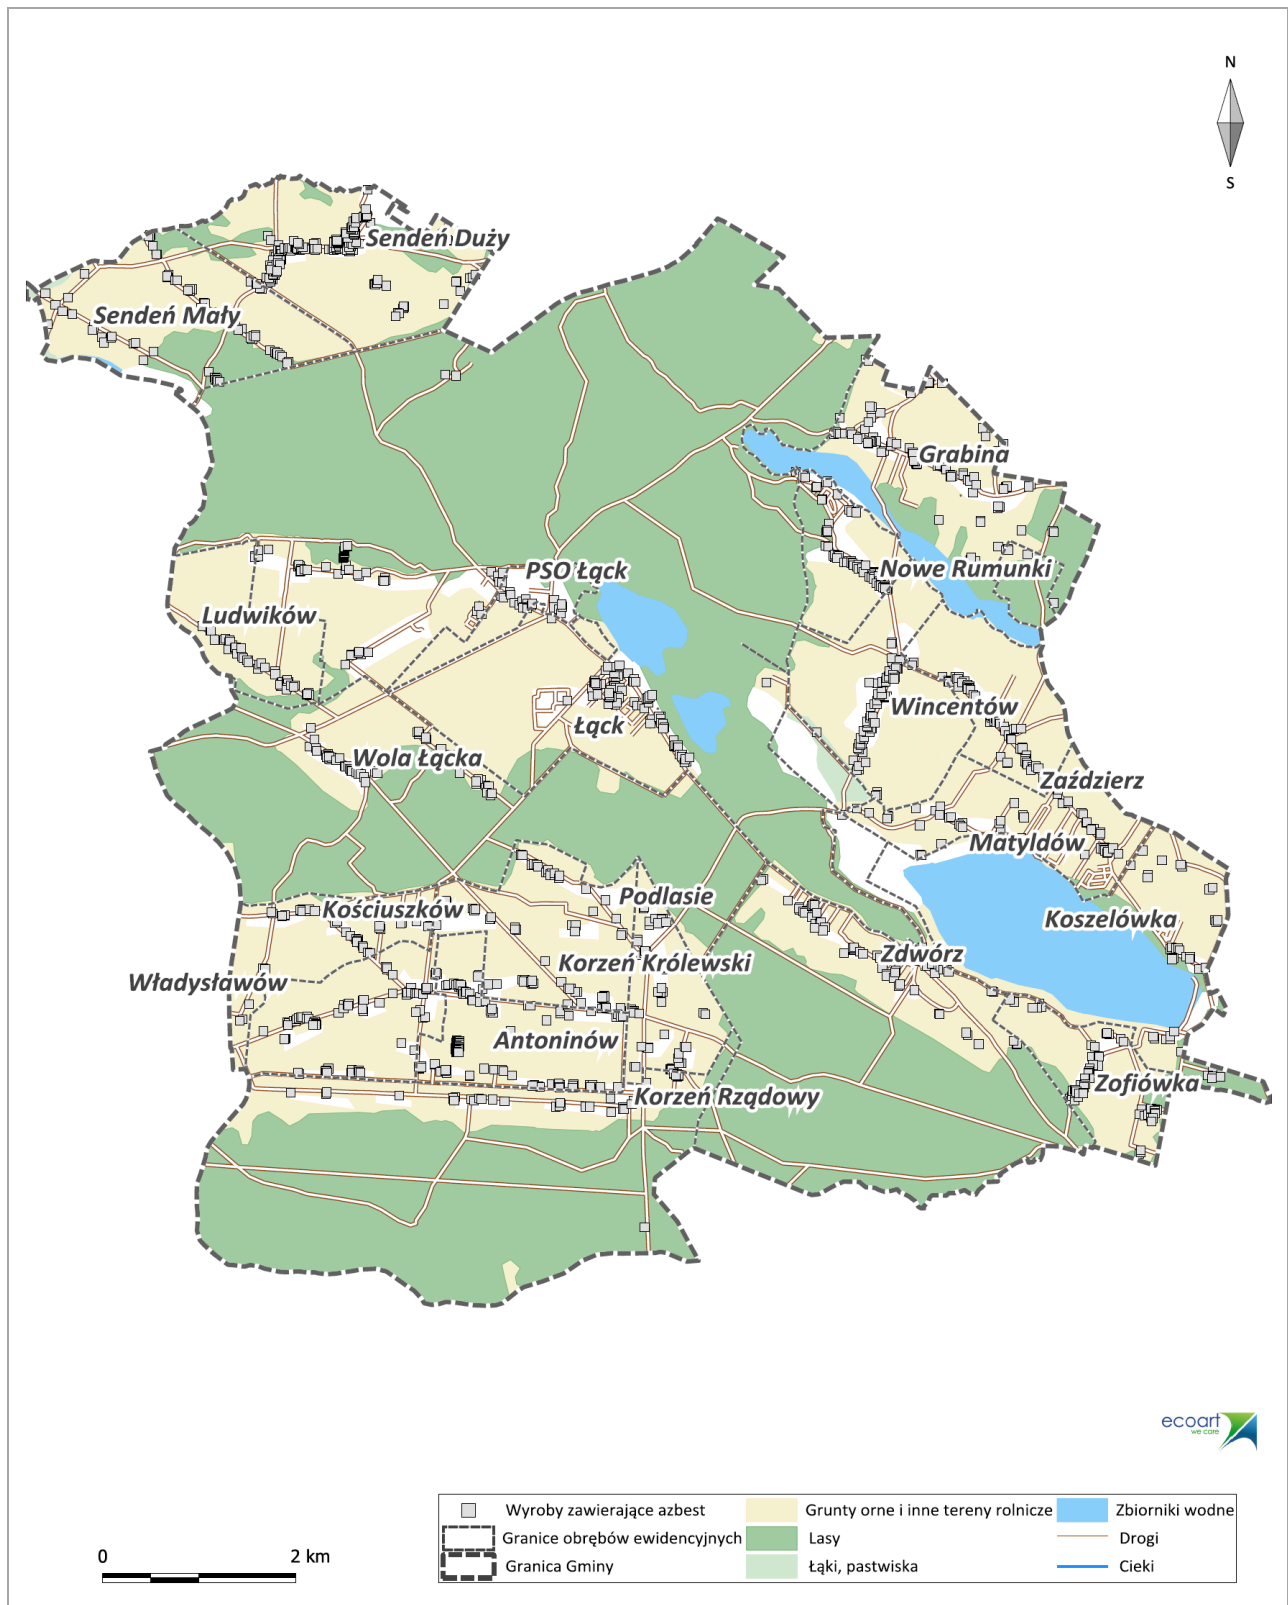 N
S
Sendeń Duży
Sendeń Mały
Grabina
PSO Łąck
Nowe Rumunki
Ludwików
Wincentów
Łąck
Wola Łącka
Zaździerz
Matyldów
Podlasie
Kościuszków
Koszelówka
Zdwórz
Korzeń Królewski
Władysławów
Antoninów
Zofiówka
Korzeń Rządowy
ecoart
we care
Wyroby zawierające azbest
Grunty orne i inne tereny rolnicze
Zbiorniki wodne
Granice obrębów ewidencyjnych
Lasy
Drogi
Granica Gminy
Łąki, pastwiska
Cieki
0 2 km